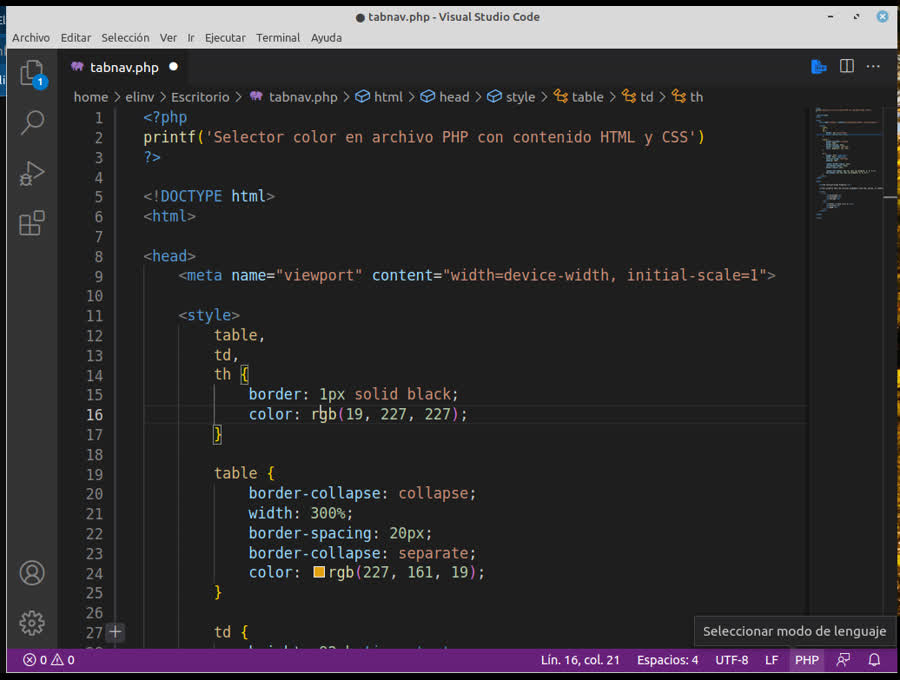 tabnav.php - Visual Studio Code
Archivo Editar Selección Ver Ir Ejecutar Terminal Ayuda
1
tabnav.php
home > elinv > Escritorio > tabnav.php > html > head > style > table > td > th
1 <?php
2 printf('Selector color en archivo PHP con contenido HTML y CSS')
3 ?>
4
5 <!DOCTYPE html>
6 <html>
7
8 <head>
9 <meta name="viewport" content="width=device-width, initial-scale=1">
10
11 <style>
12 table,
13 td,
14 th {
15 border: 1px solid black;
16 color: rgb(19, 227, 227);
17 }
18
19 table {
20 border-collapse: collapse;
21 width: 300%;
22 border-spacing: 20px;
23 border-collapse: separate;
24 color: rgb(227, 161, 19);
25 }
26
27 td {
Seleccionar modo de lenguaje
0 0 Lín. 16, col. 21 Espacios: 4 UTF-8 LF PHP